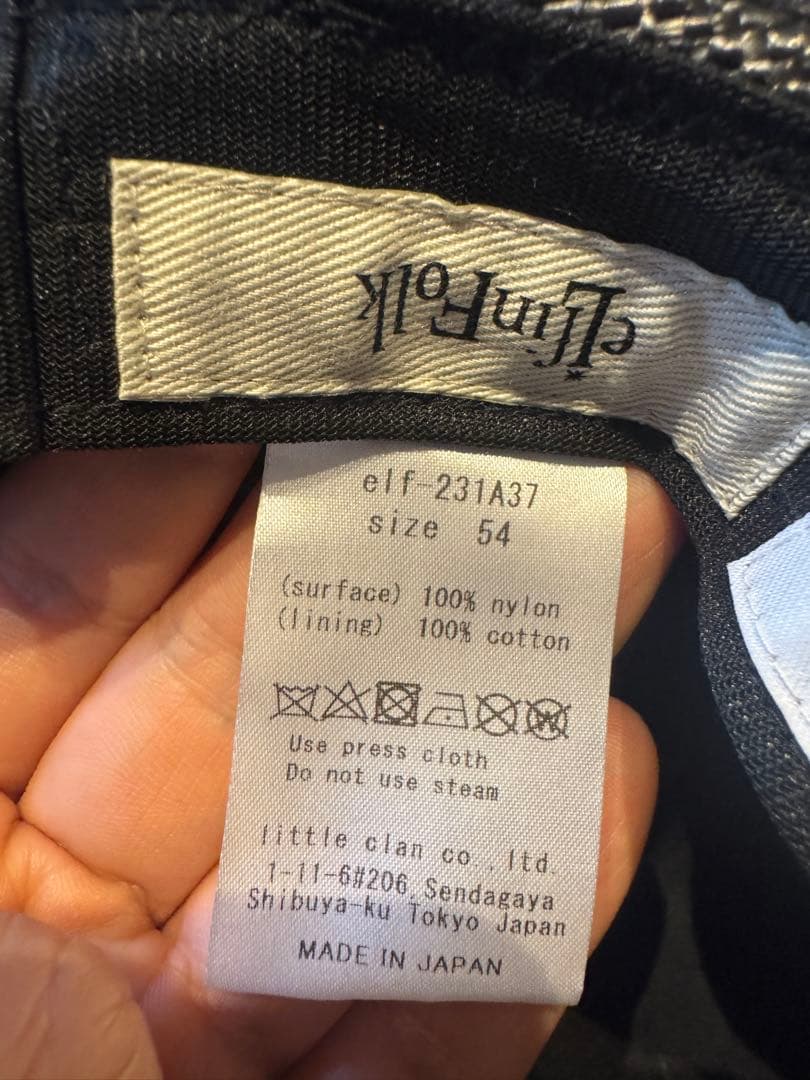 eLfinFolk
elf-231A37
size 54
(surface) 100% nylon
(lining) 100% cotton
Use press cloth
Do not use steam
little clan co.,ltd.
1-11-6#206 Sendagaya
Shibuya-ku Tokyo Japan
MADE IN JAPAN